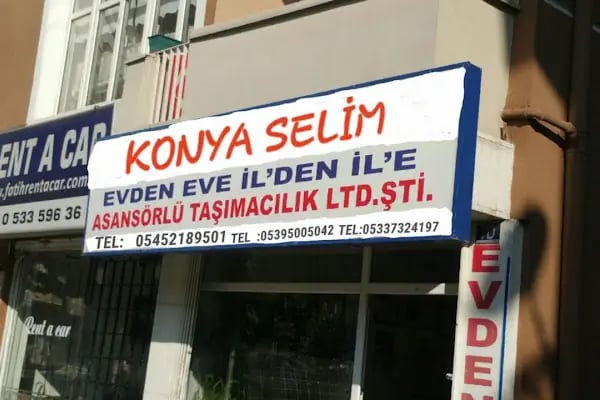 KONYA SELİM
EVDEN EVE İL'DEN İL'E
ASANSÖRLÜ TAŞIMACILIK LTD.ŞTİ.
TEL: 05452189501 TEL :05395005042 TEL:05337324197
ENT A CAR
.fatihrentacar.com
0 533 596 36
Rent a car
EVDEN